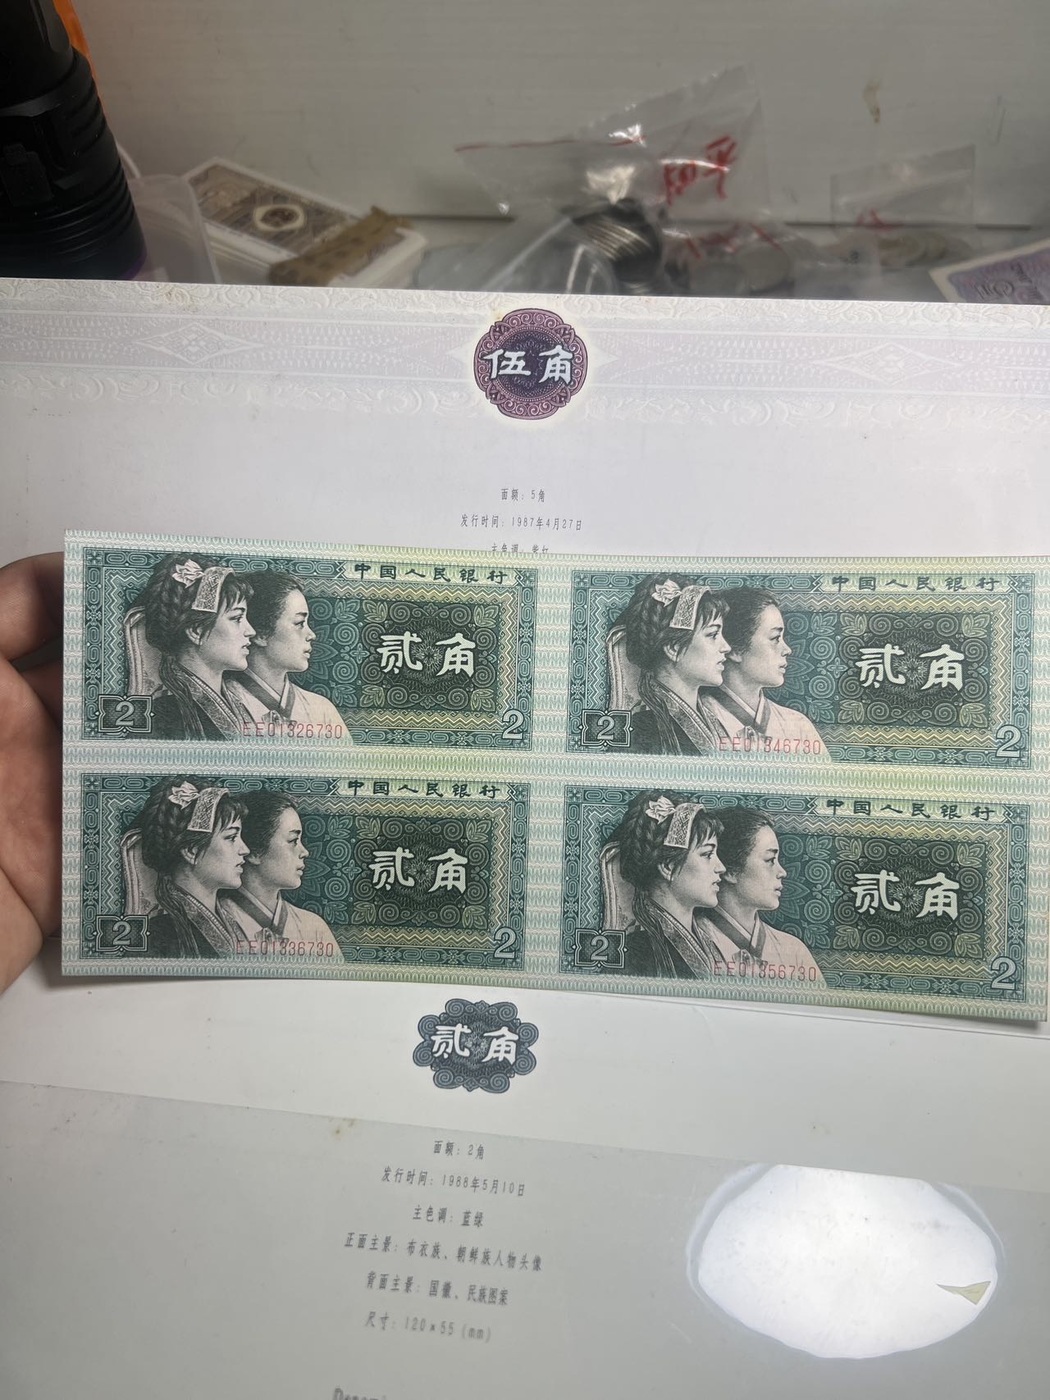 伍角
面额：5角
发行时间：1987年4月27日
中国人民银行
贰角
2
EE01326730
2
中国人民银行
贰角
2
EE01346730
2
中国人民银行
贰角
2
EE01336730
2
中国人民银行
贰角
2
EE01356730
2
贰角
面额：2角
发行时间：1988年5月10日
主色调：蓝绿
正面主景：布衣族、朝鲜族人物头像
背面主景：国徽、民族图案
尺寸：120*55 (mm)